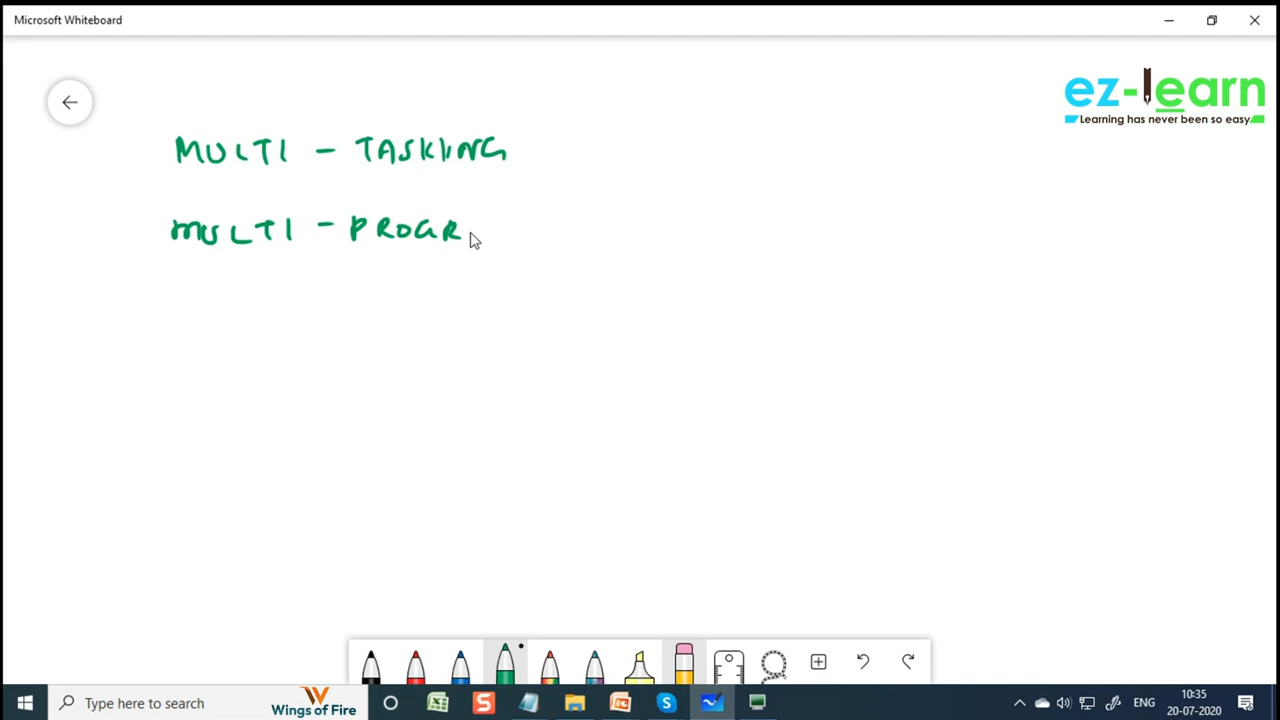 Microsoft Whiteboard
ez-learn
Learning has never been so easy
MULTI - TASKING
MULTI - PROGR
Type here to search
Wings of Fire
ENG
10:35
20-07-2020